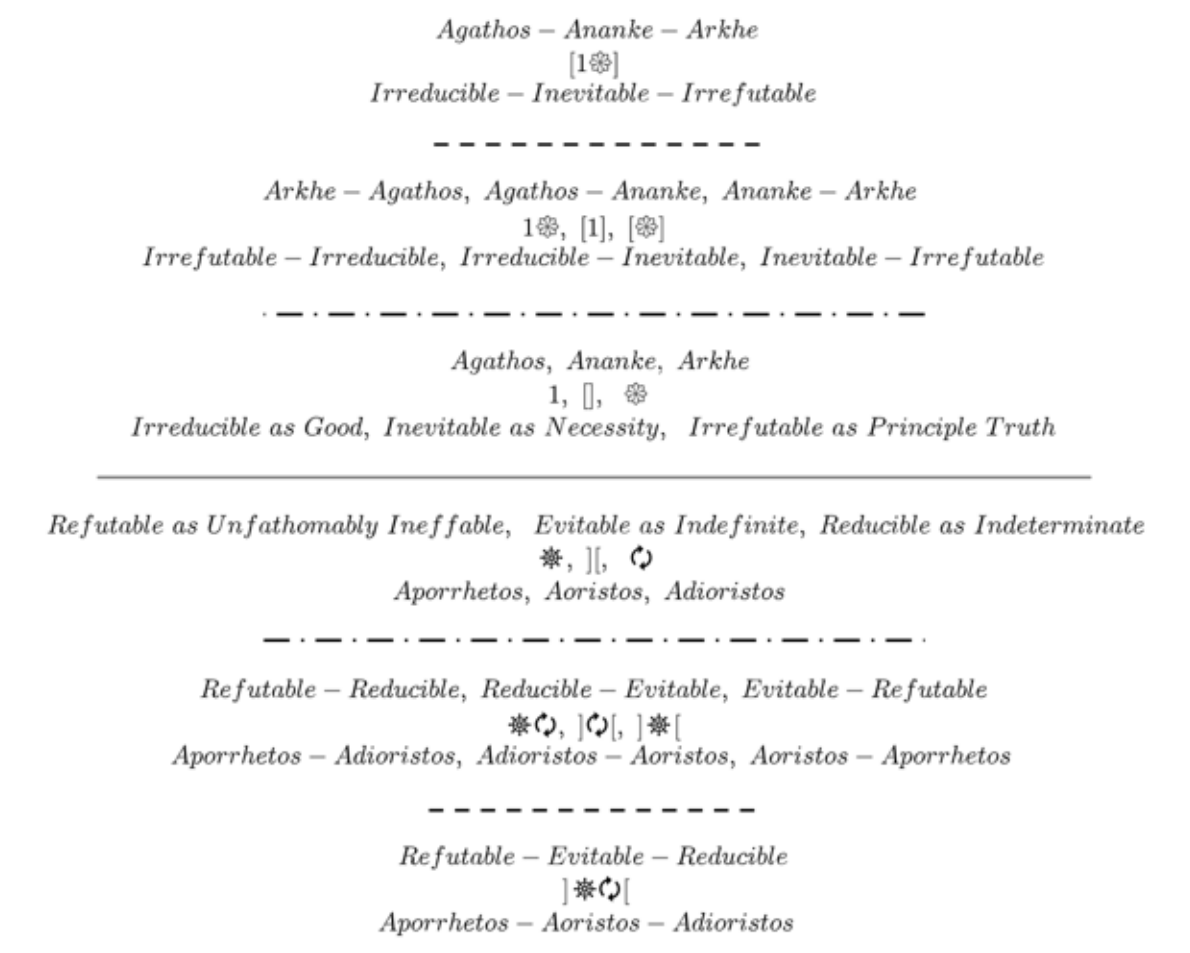 Agathos – Ananke – Arkhe
[1❁]
Irreducible – Inevitable – Irrefutable
Arkhe – Agathos, Agathos – Ananke, Ananke – Arkhe
1❁, [1], [❁]
Irrefutable – Irreducible, Irreducible – Inevitable, Inevitable – Irrefutable
Agathos, Ananke, Arkhe
1, [], ❁
Irreducible as Good, Inevitable as Necessity, Irrefutable as Principle Truth
Refutable as Unfathomably Ineffable, Evitable as Indefinite, Reducible as Indeterminate
✵, ][, 🗘
Aporrhetos, Aoristos, Adioristos
Refutable – Reducible, Reducible – Evitable, Evitable – Refutable
✵🗘, ]🗘[, ]✵[
Aporrhetos – Adioristos, Adioristos – Aoristos, Aoristos – Aporrhetos
Refutable – Evitable – Reducible
]✵🗘[
Aporrhetos – Aoristos – Adioristos